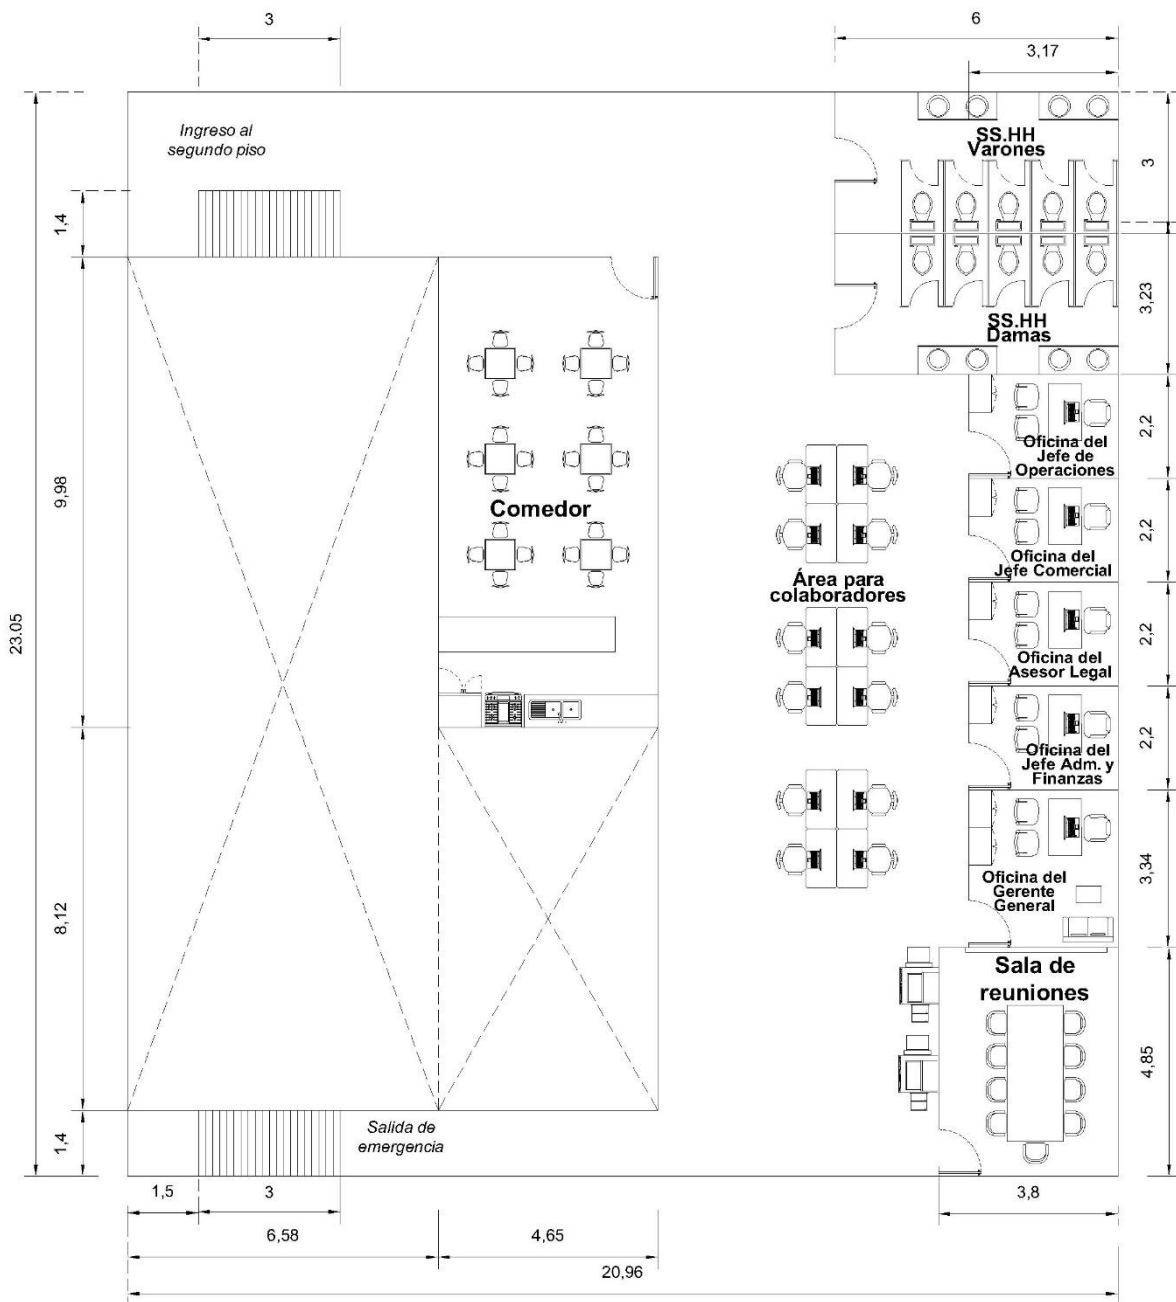 3
6
3,17
Ingreso al
segundo piso
SS.HH
Varones
3
1,4
SS.HH
Damas
3,23
9,98
Comedor
Oficina del
Jefe de
Operaciones
2,2
Oficina del
Jefe Comercial
2,2
Área para
colaboradores
23.05
Oficina del
Asesor Legal
2,2
Oficina del
Jefe Adm. y
Finanzas
2,2
8,12
Oficina del
Gerente
General
3,34
Sala de
reuniones
4,85
1,4
Salida de
emergencia
1,5
3
3,8
6,58
4,65
20,96